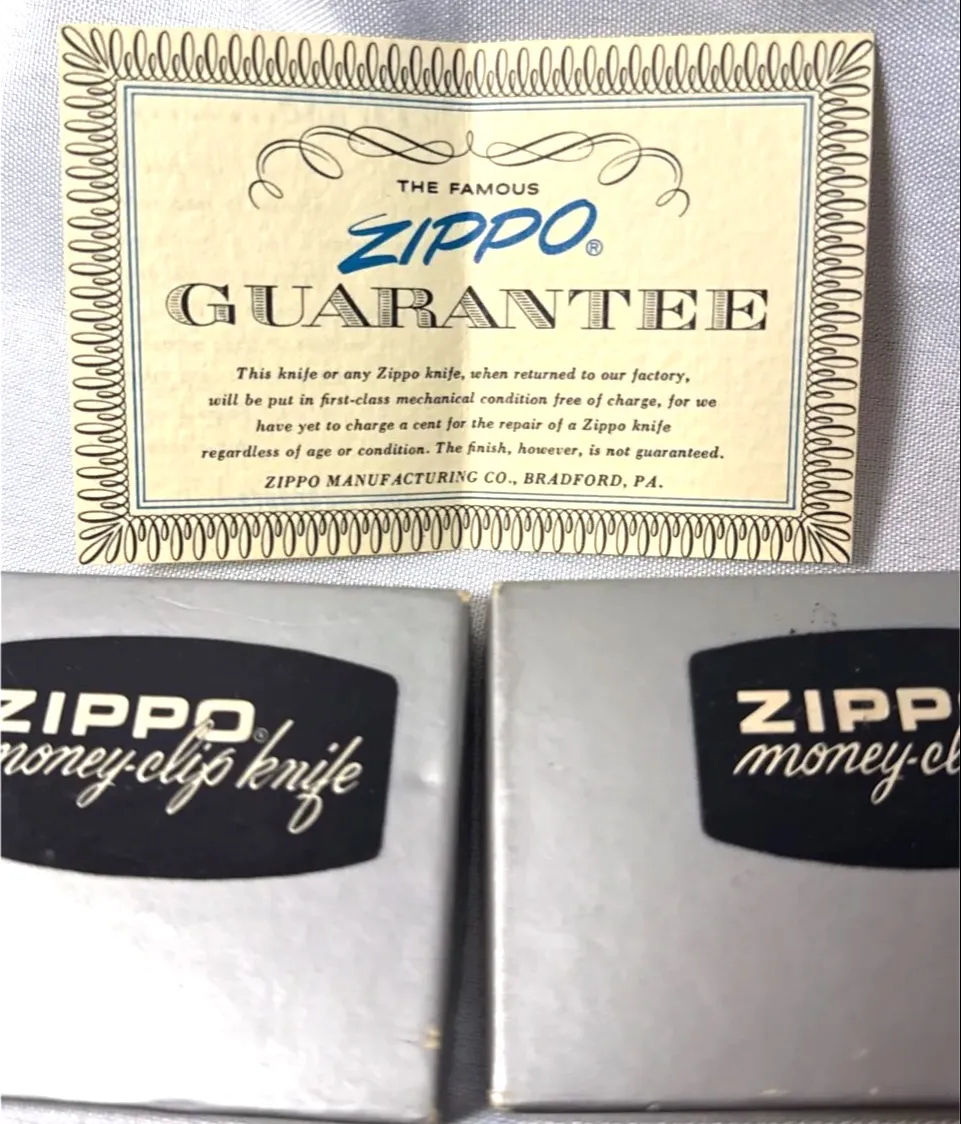 THE FAMOUS
ZIPPO®
GUARANTEE
This knife or any Zippo knife, when returned to our factory,
will be put in first-class mechanical condition free of charge, for we
have yet to charge a cent for the repair of a Zippo knife
regardless of age or condition. The finish, however, is not guaranteed.
ZIPPO MANUFACTURING CO., BRADFORD, PA.
ZIPPO®
money-clip knife
ZIPP
money-cl